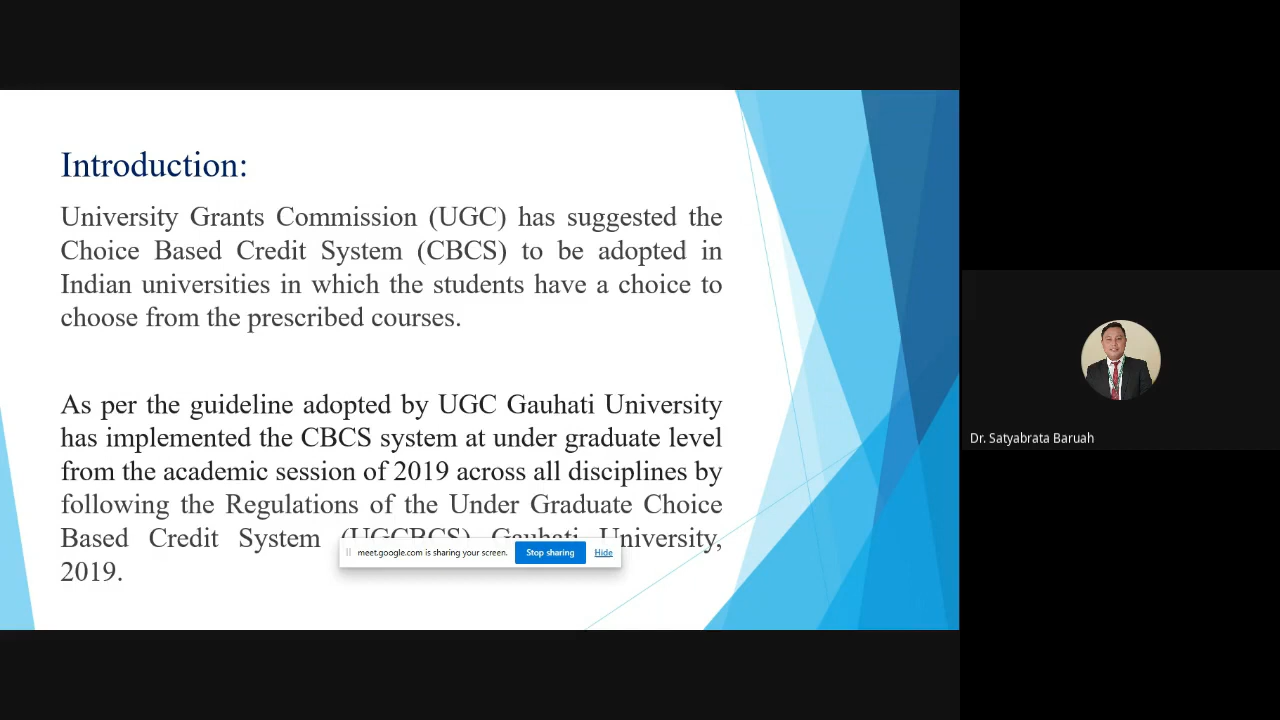 Introduction:
University Grants Commission (UGC) has suggested the
Choice Based Credit System (CBCS) to be adopted in
Indian universities in which the students have a choice to
choose from the prescribed courses.
As per the guideline adopted by UGC Gauhati University
has implemented the CBCS system at under graduate level
from the academic session of 2019 across all disciplines by
following the Regulations of the Under Graduate Choice
Based Credit System (UGCBCS) Gauhati University,
2019.
meet.google.com is sharing your screen.
Stop sharing
Hide
Dr. Satyabrata Baruah